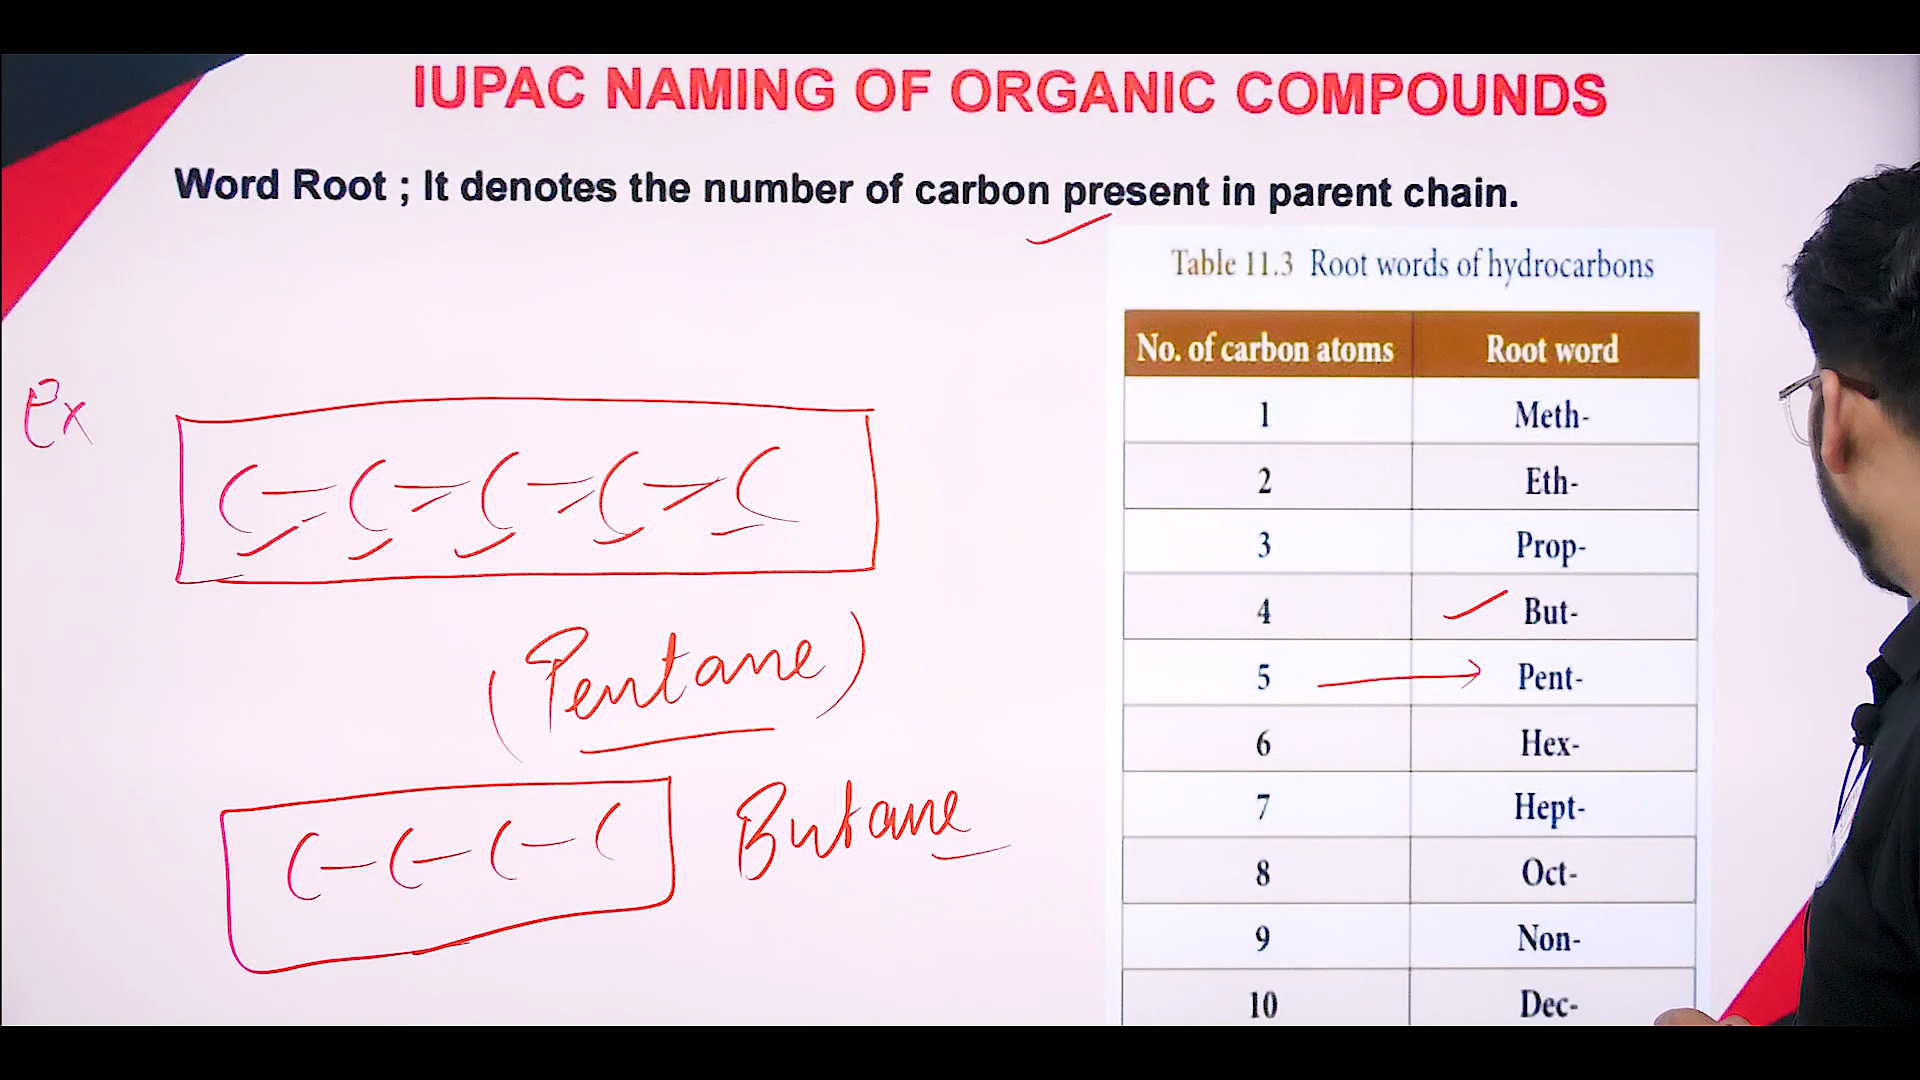 IUPAC NAMING OF ORGANIC COMPOUNDS
Word Root ; It denotes the number of carbon present in parent chain.
Ex
C - C - C - C - C
(Pentane)
C - C - C - C
Butane
Table 11.3 Root words of hydrocarbons
No. of carbon atoms Root word
1 Meth-
2 Eth-
3 Prop-
4 But-
5 → Pent-
6 Hex-
7 Hept-
8 Oct-
9 Non-
10 Dec-